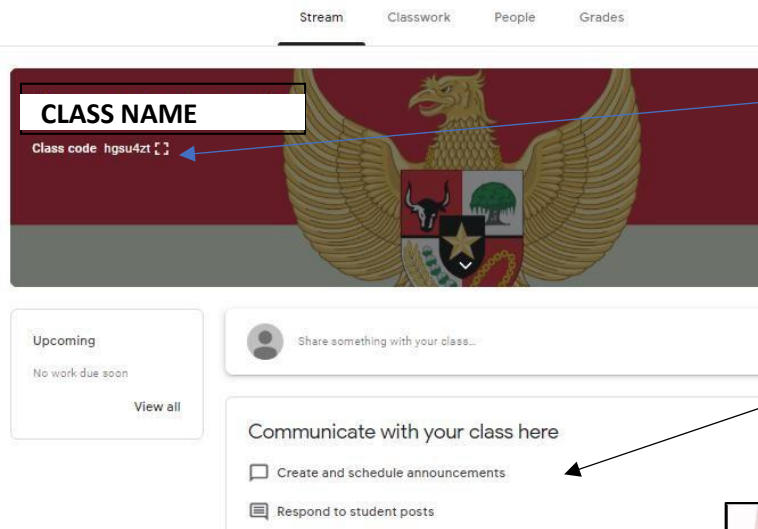 Stream Classwork People Grades
CLASS NAME
Class code hgsu4zt
Upcoming
No work due soon
View all
Share something with your class...
Communicate with your class here
Create and schedule announcements
Respond to student posts